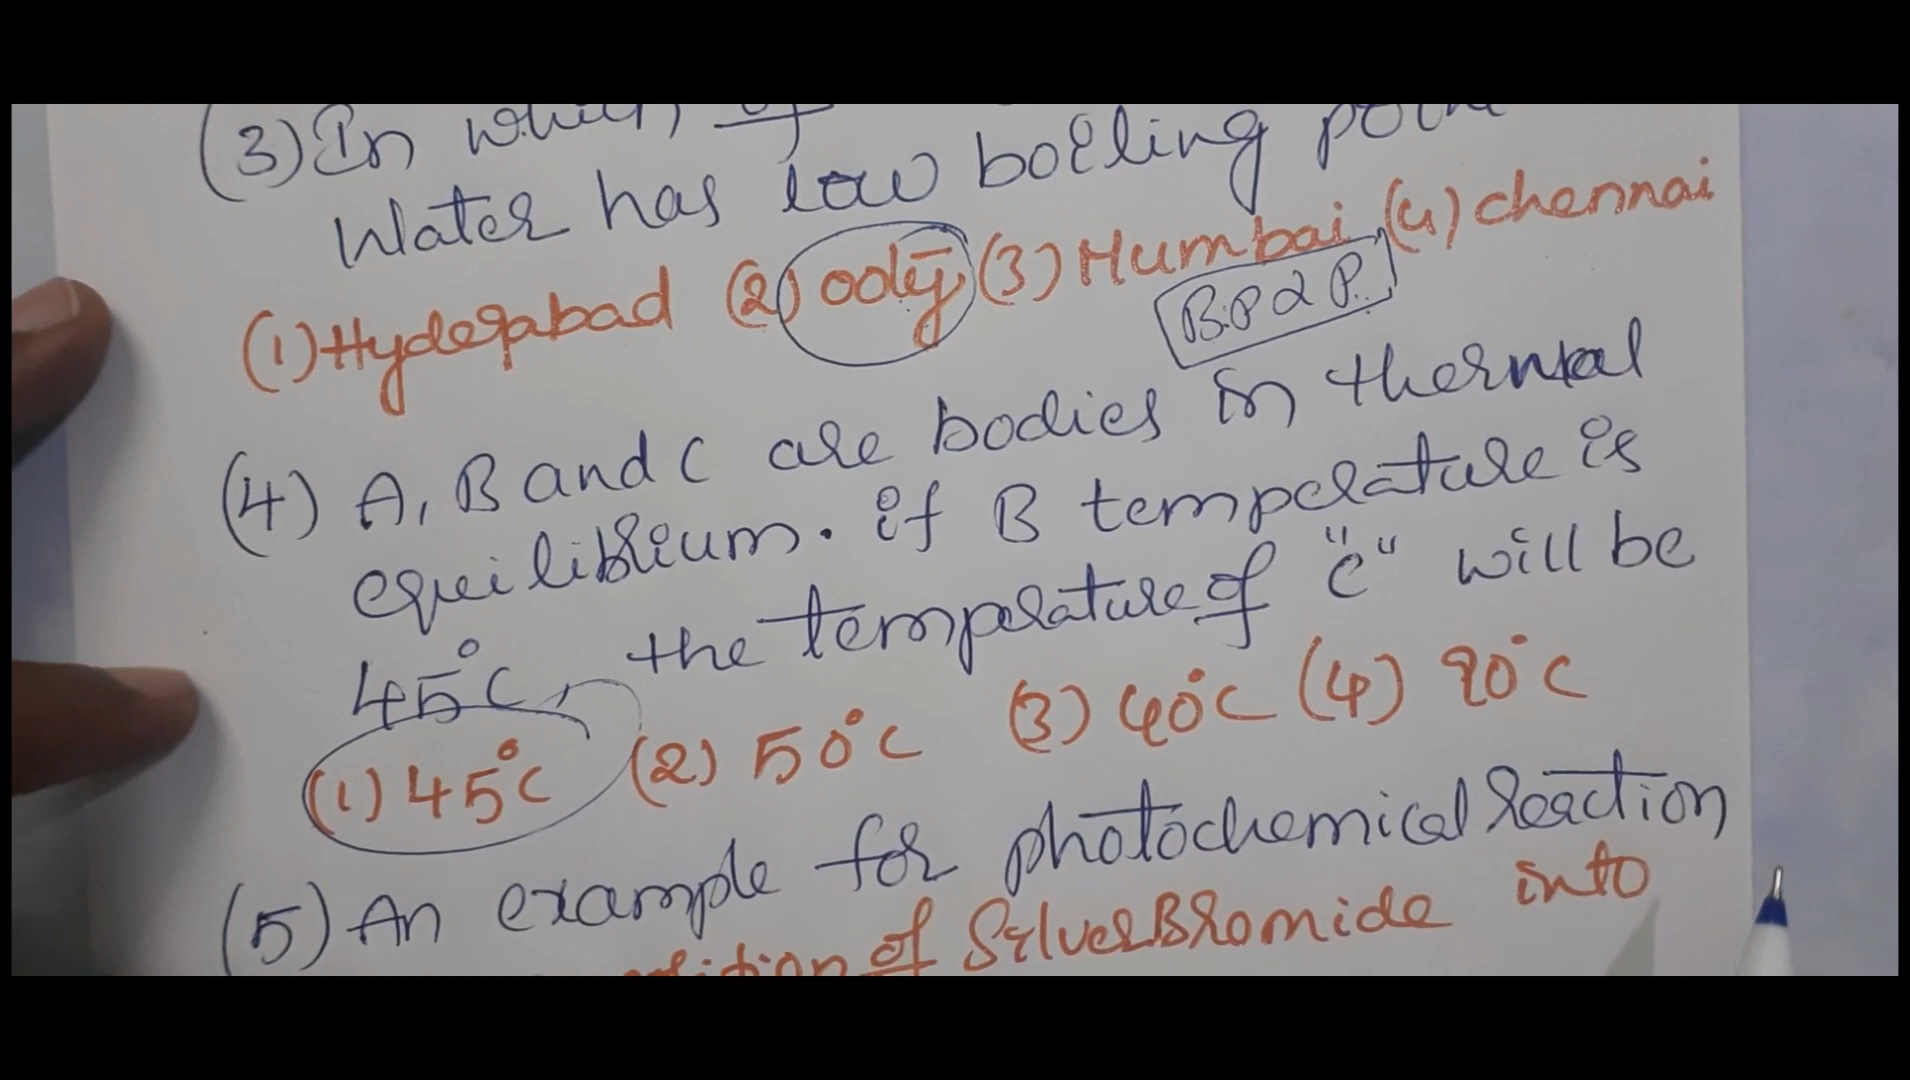 (3) In which of
Water has low boiling point
(1) Hyderabad (2) ooty (3) Mumbai (4) chennai
B.P α P.
(4) A, B and C are bodies in thermal
equilibrium. if B temperature is
45°C, the temperature of "c" will be
(1) 45°C (2) 50°C (3) 40°C (4) 90°C
(5) An example for photochemical reaction
of Silver Bromide into